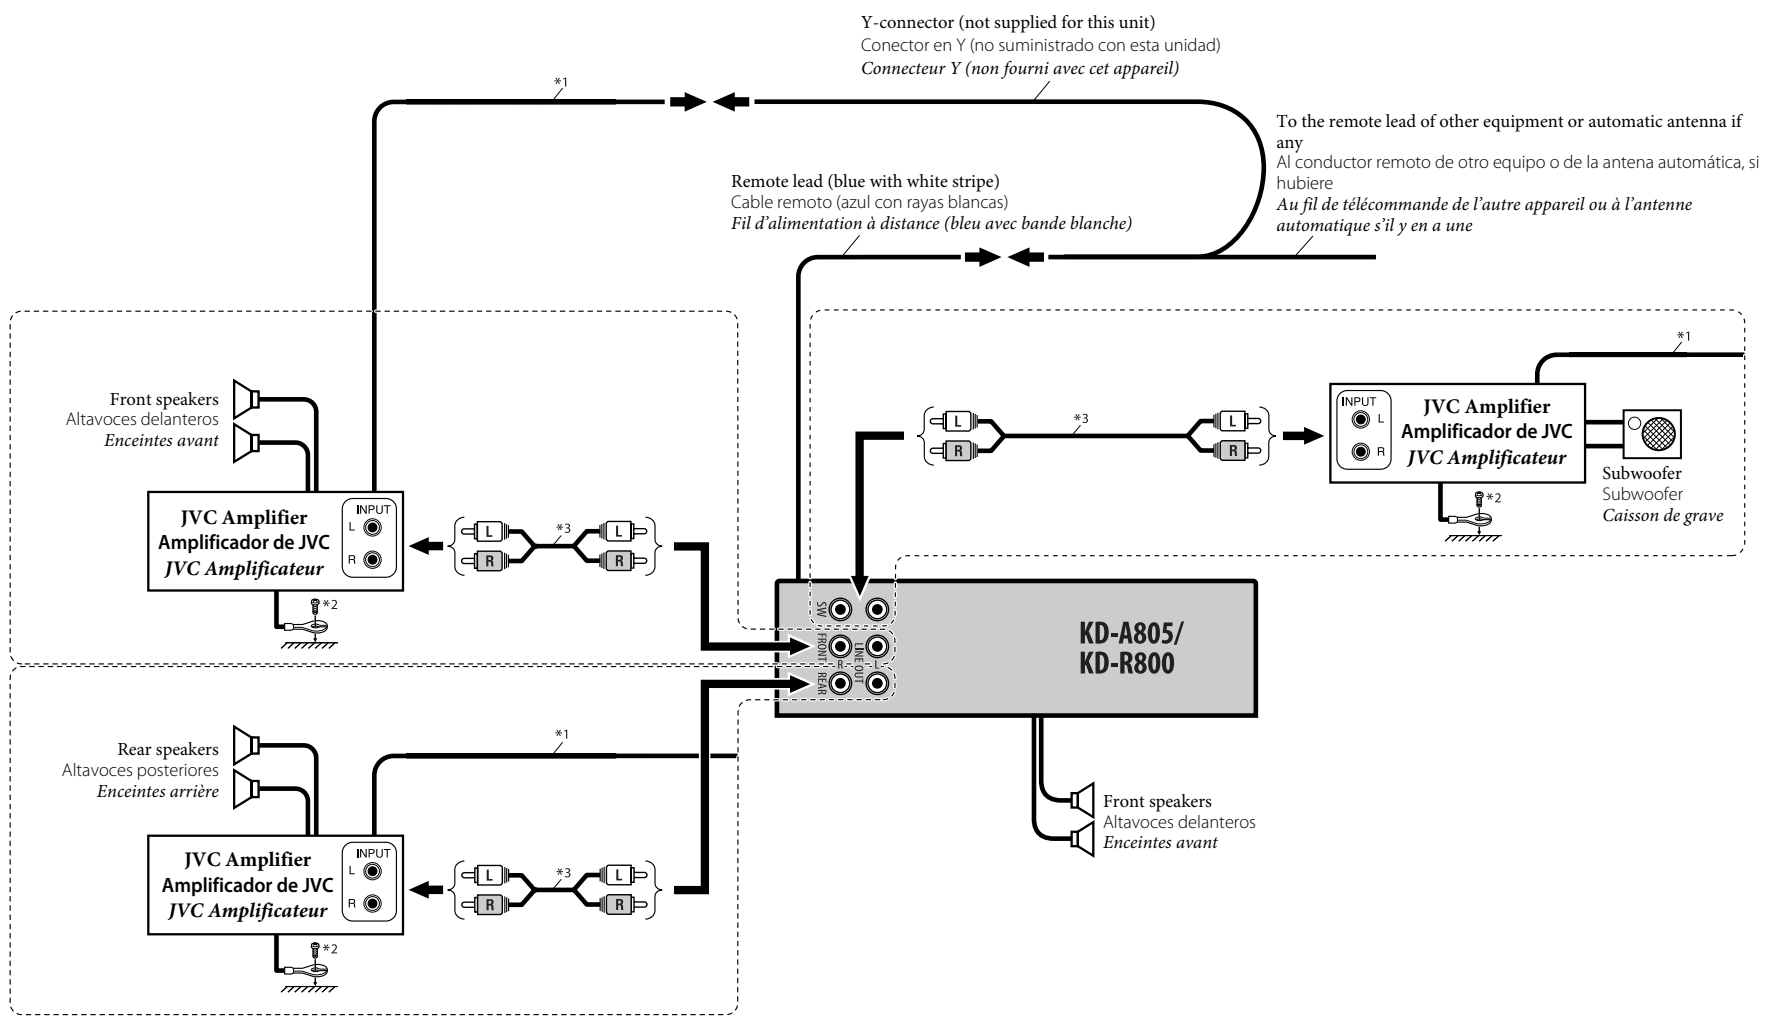 Y-connector (not supplied for this unit)
Conector en Y (no suministrado con esta unidad)
Connecteur Y (non fourni avec cet appareil)
*1
To the remote lead of other equipment or automatic antenna if
any
Al conductor remoto de otro equipo o de la antena automática, si
hubiere
Au fil de télécommande de l'autre appareil ou à l'antenne
automatique s'il y en a une
Remote lead (blue with white stripe)
Cable remoto (azul con rayas blancas)
Fil d'alimentation à distance (bleu avec bande blanche)
Front speakers
Altavoces delanteros
Enceintes avant
JVC Amplifier
Amplificador de JVC
JVC Amplificateur
INPUT
L
R
*2
L
R
*3
L
R
L
R
*3
L
R
*1
INPUT
L
R
JVC Amplifier
Amplificador de JVC
JVC Amplificateur
*2
Subwoofer
Subwoofer
Caisson de grave
SW
FRONT
REAR
R
LINE OUT
L
KD-A805/
KD-R800
Rear speakers
Altavoces posteriores
Enceintes arrière
*1
JVC Amplifier
Amplificador de JVC
JVC Amplificateur
INPUT
L
R
*2
L
R
*3
L
R
Front speakers
Altavoces delanteros
Enceintes avant